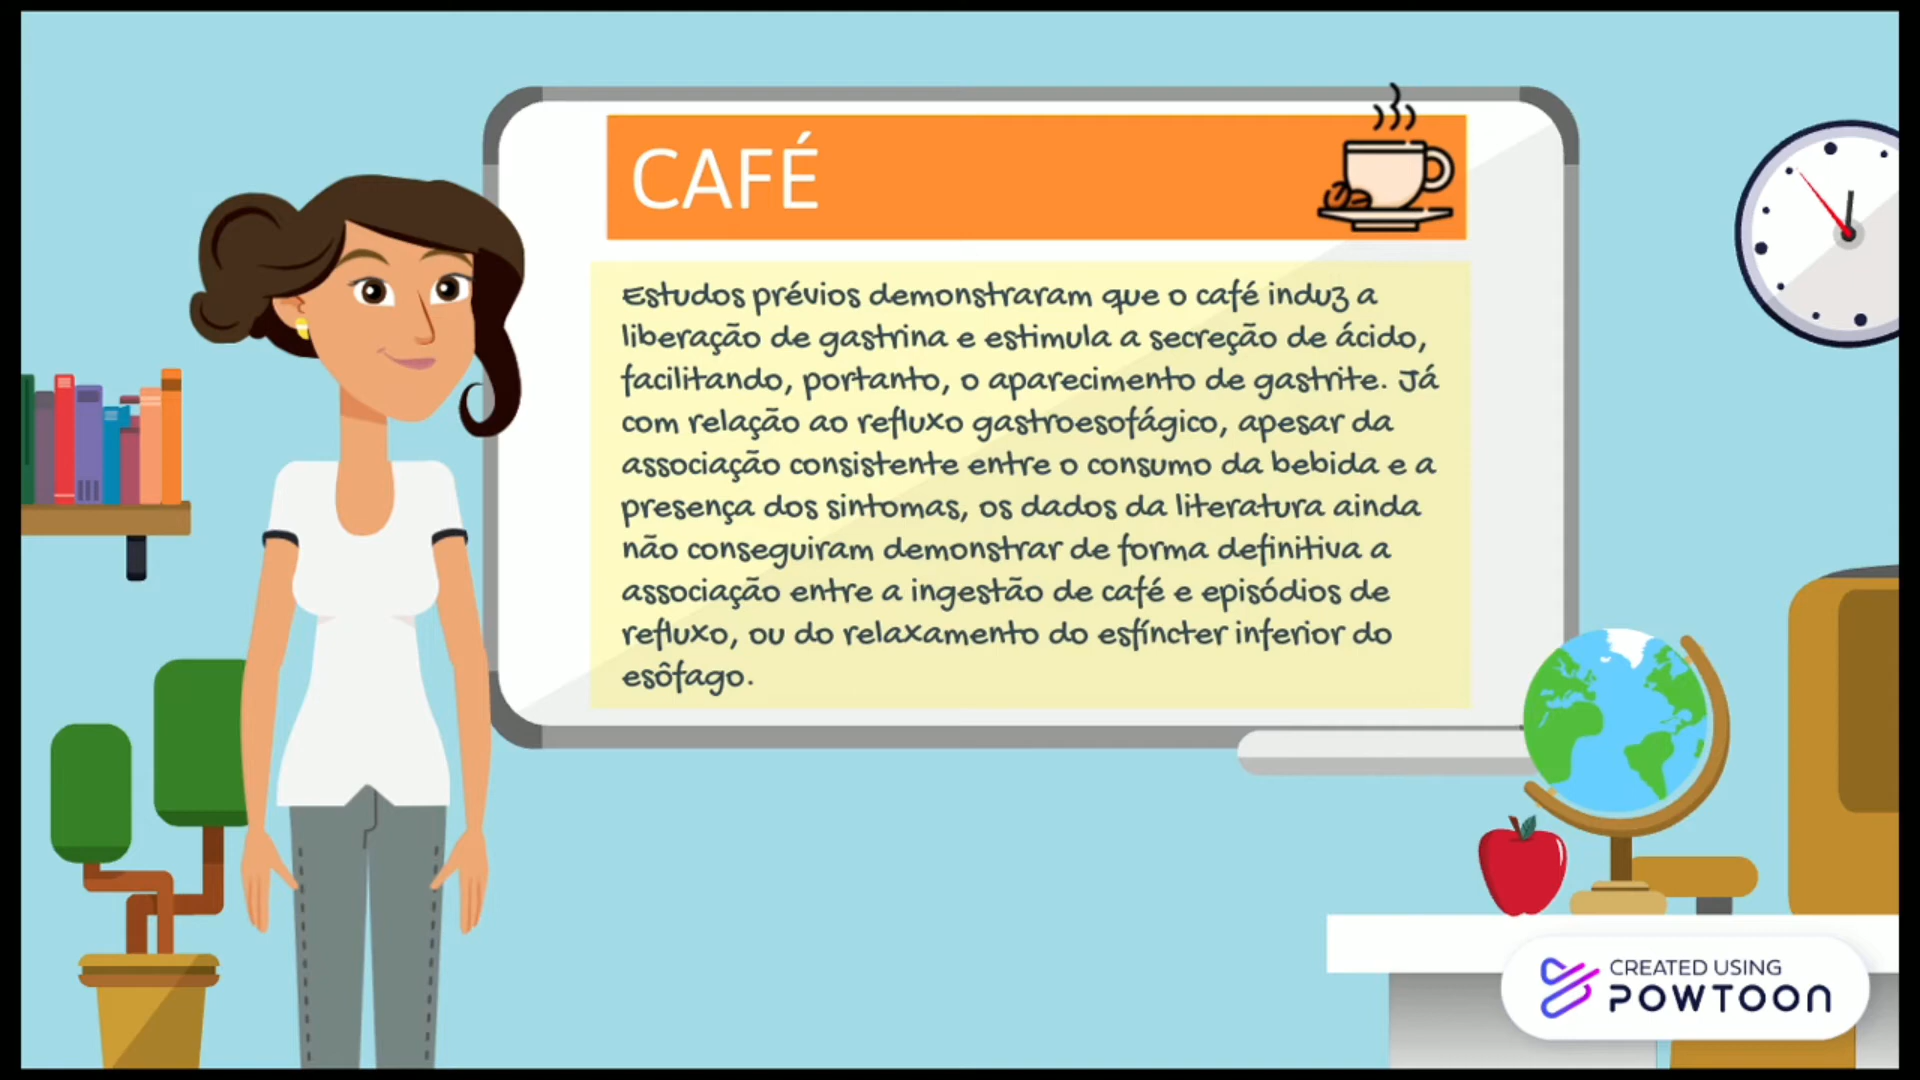 CAFÉ
Estudos prévios demonstraram que o café induz a
liberação de gastrina e estimula a secreção de ácido,
facilitando, portanto, o aparecimento de gastrite. Já
com relação ao refluxo gastroesofágico, apesar da
associação consistente entre o consumo da bebida e a
presença dos sintomas, os dados da literatura ainda
não conseguiram demonstrar de forma definitiva a
associação entre a ingestão de café e episódios de
refluxo, ou do relaxamento do esfíncter inferior do
esôfago.
CREATED USING
POWTOON